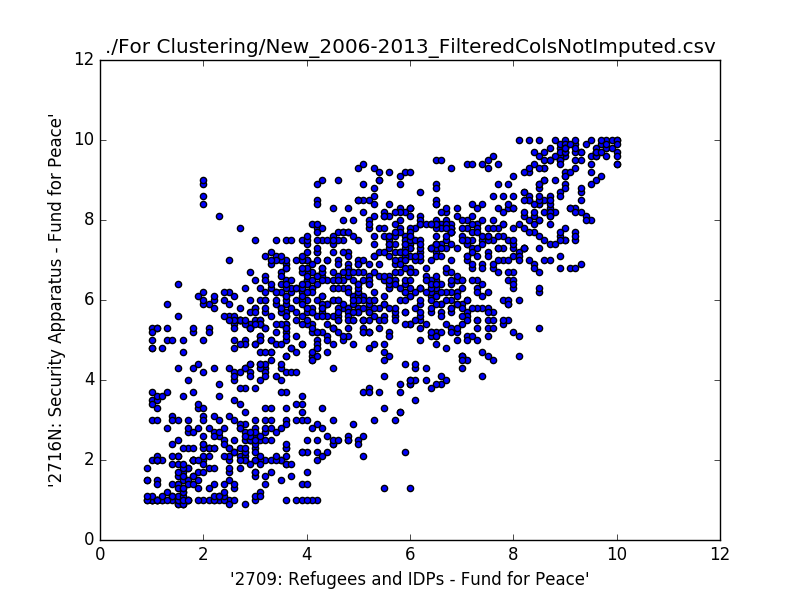 ./For Clustering/New_2006-2013_FilteredColsNotImputed.csv
12
10
8
6
4
2
0
'2716N: Security Apparatus - Fund for Peace'
0 2 4 6 8 10 12
'2709: Refugees and IDPs - Fund for Peace'